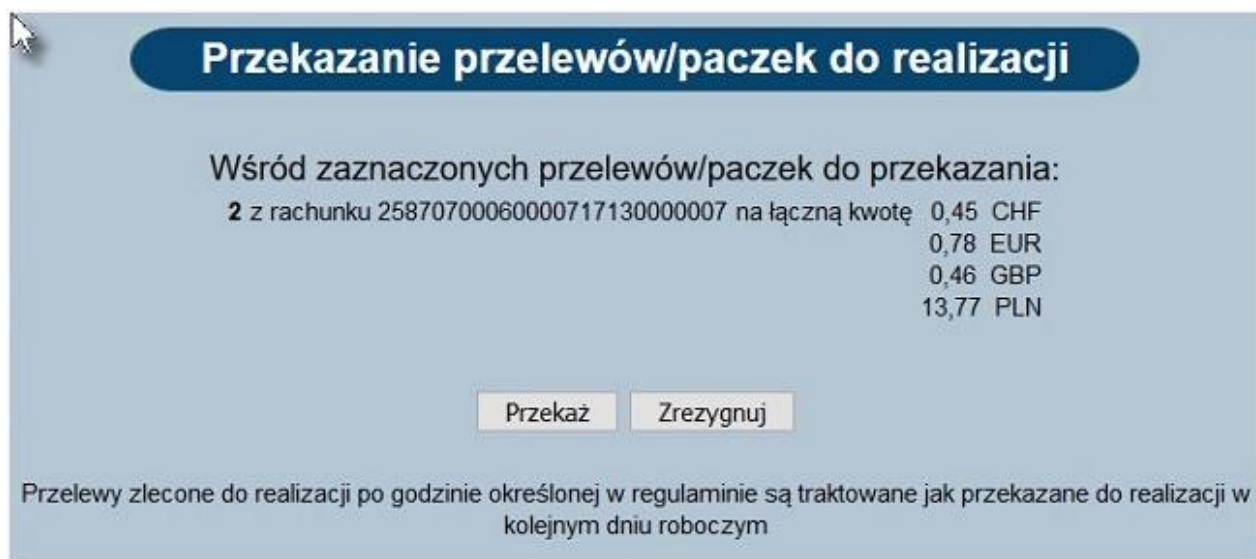 Przekazanie przelewów/paczek do realizacji
Wśród zaznaczonych przelewów/paczek do przekazania:
2 z rachunku 25870700060000717130000007 na łączną kwotę 0,45 CHF
0,78 EUR
0,46 GBP
13,77 PLN
Przekaż Zrezygnuj
Przelewy zlecone do realizacji po godzinie określonej w regulaminie są traktowane jak przekazane do realizacji w
kolejnym dniu roboczym